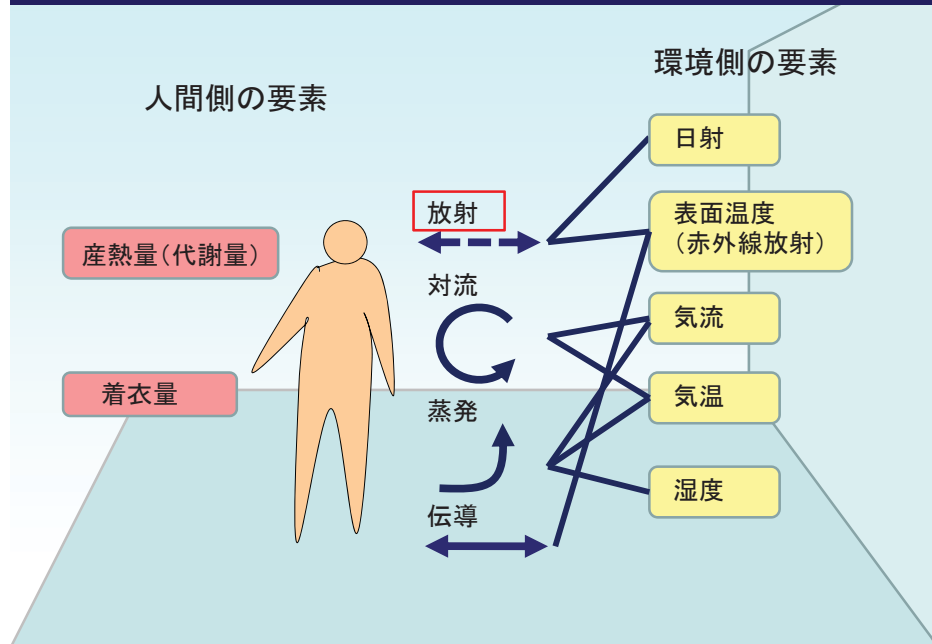 環境側の要素
人間側の要素
日射
放射
表面温度
（赤外線放射）
産熱量（代謝量）
対流
気流
着衣量
気温
蒸発
湿度
伝導